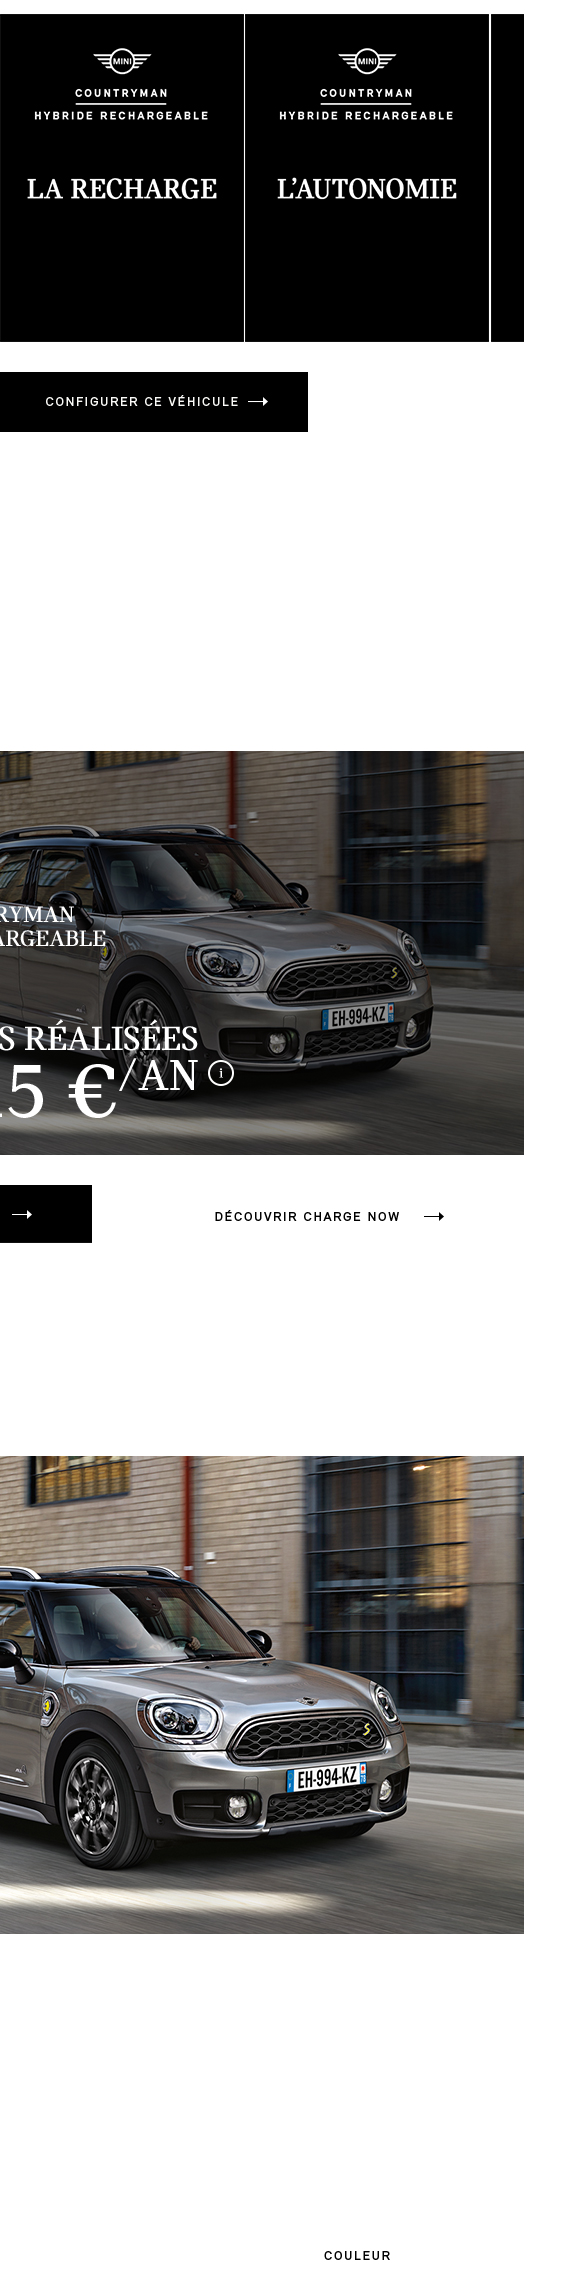 MINI
COUNTRYMAN
HYBRIDE RECHARGEABLE
LA RECHARGE
MINI
COUNTRYMAN
HYBRIDE RECHARGEABLE
L'AUTONOMIE
CONFIGURER CE VÉHICULE
RYMAN
ARGEABLE
S RÉALISÉES
5 €/AN i
S
EH-994-KZ
DÉCOUVRIR CHARGE NOW
S
EH-994-KZ
COULEUR